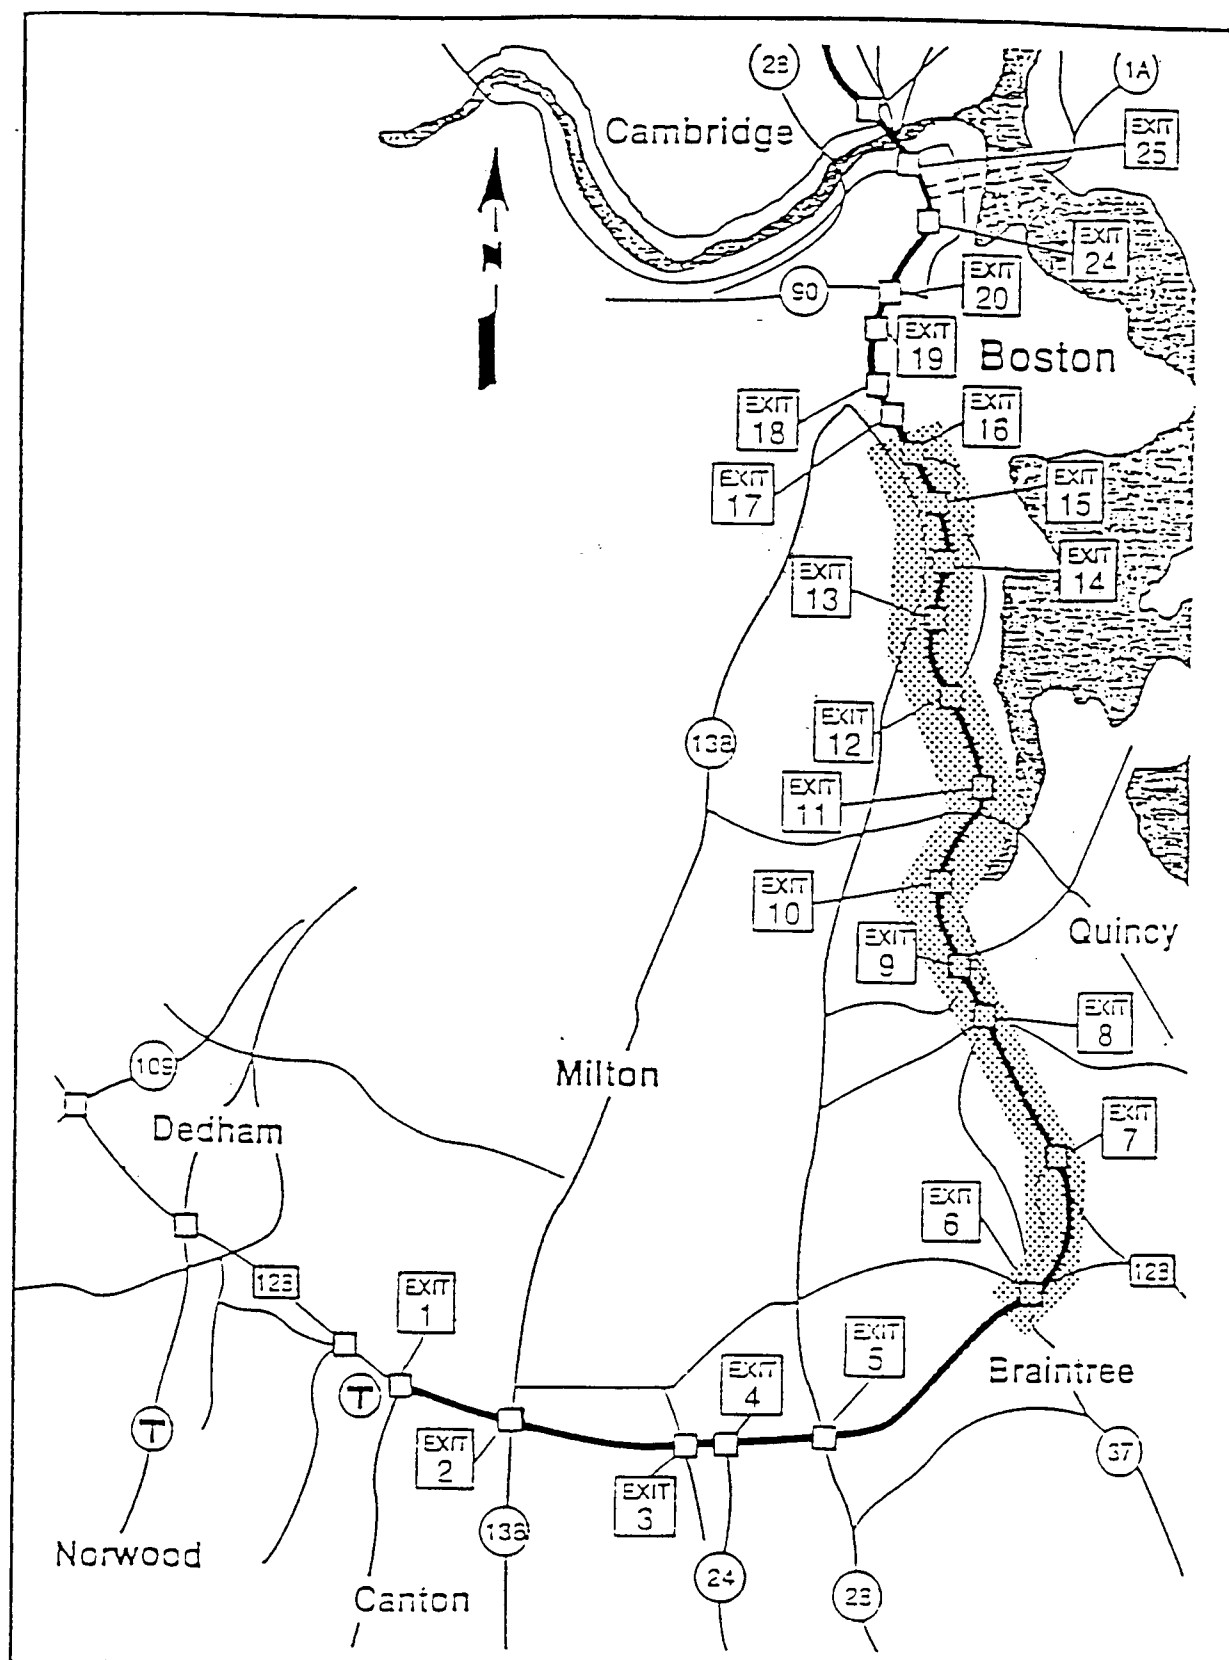 28
1A
Cambridge
EXIT
25
N
EXIT
24
90
EXIT
20
EXIT
19
Boston
EXIT
18
EXIT
16
EXIT
17
EXIT
15
EXIT
14
EXIT
13
138
EXIT
12
EXIT
11
EXIT
10
Quincy
EXIT
9
EXIT
8
109
Milton
Dedham
EXIT
7
EXIT
6
128
128
EXIT
1
EXIT
5
Braintree
T
EXIT
4
T
EXIT
2
37
EXIT
3
138
Norwood
24
28
Canton